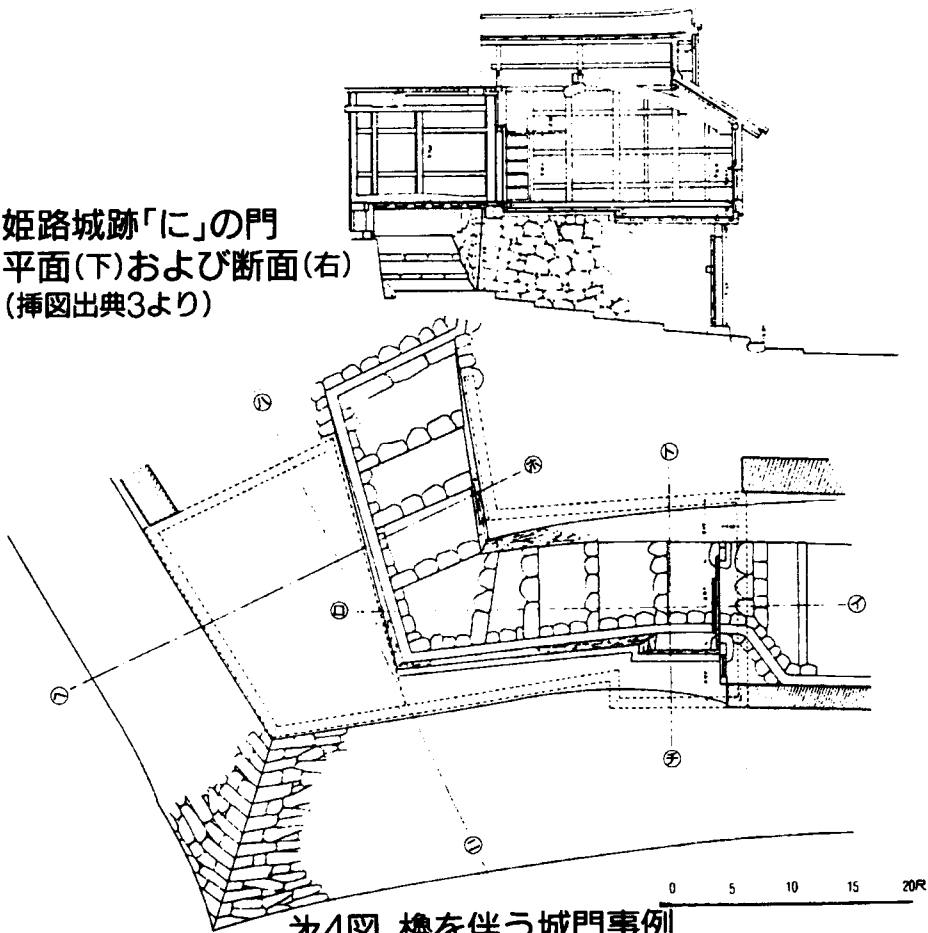 姫路城跡「に」の門
平面(下)および断面(右)
(挿図出典3より)
ハ
ホ
ト
ロ
イ
ヘ
チ
ニ
0 5 10 15 20尺
4図 櫓を伴う城門事例